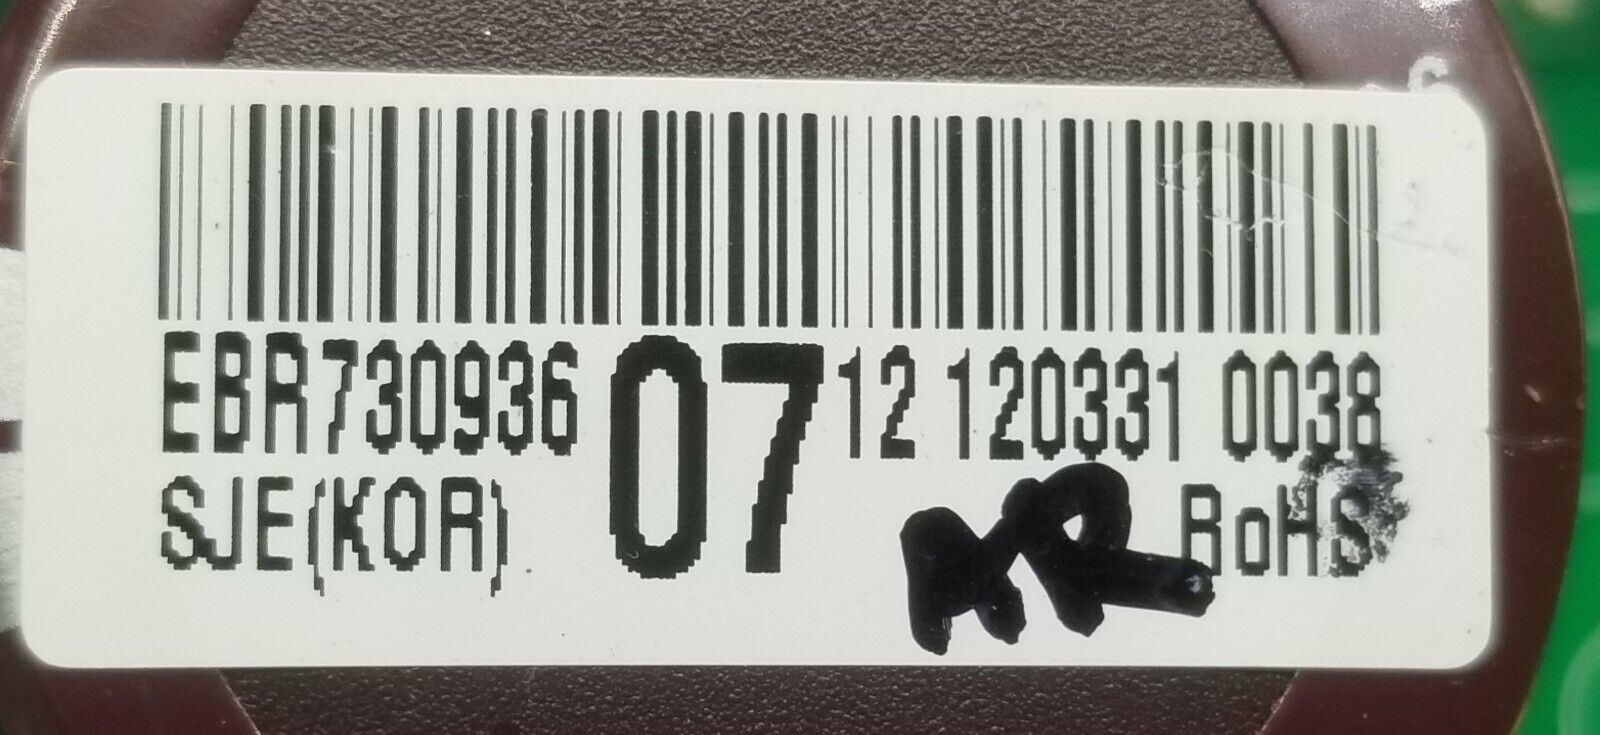 EBR730936 07 12 120331 0038
SJE(KOR) RoHS